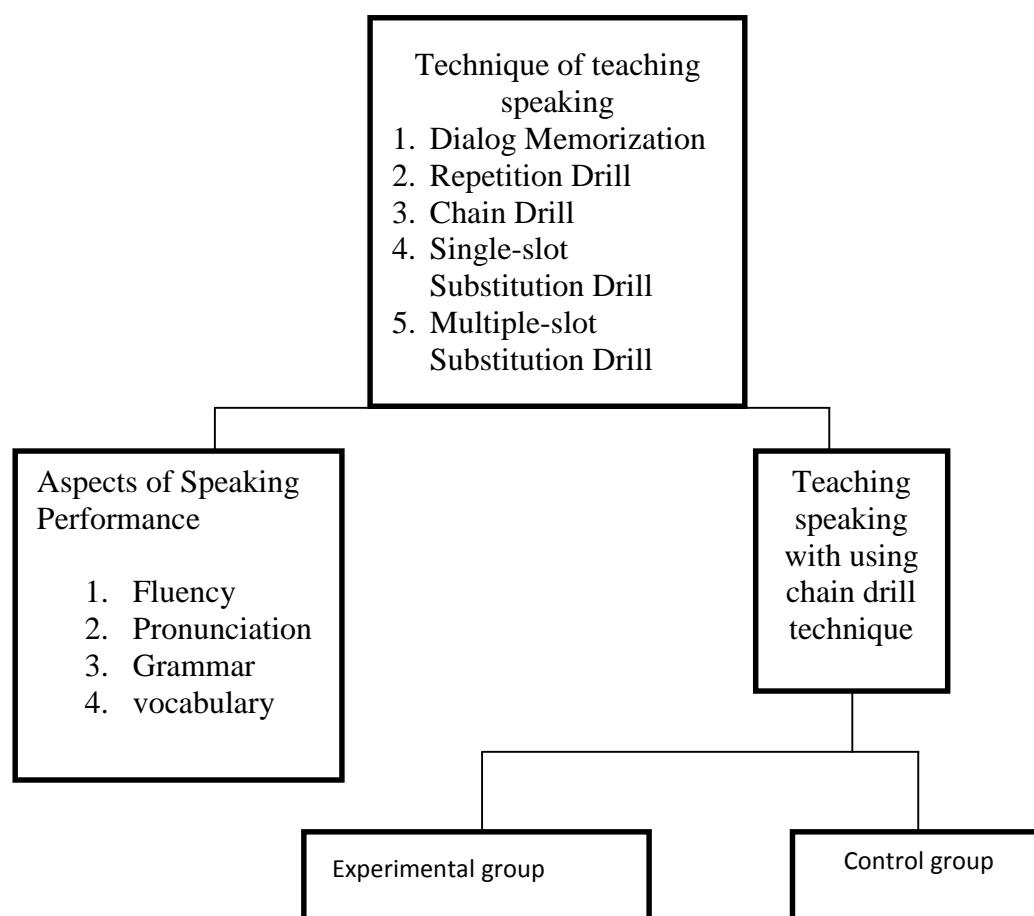 Technique of teaching
speaking
1. Dialog Memorization
2. Repetition Drill
3. Chain Drill
4. Single-slot
Substitution Drill
5. Multiple-slot
Substitution Drill
Aspects of Speaking
Performance
1. Fluency
2. Pronunciation
3. Grammar
4. vocabulary
Teaching
speaking
with using
chain drill
technique
Experimental group
Control group